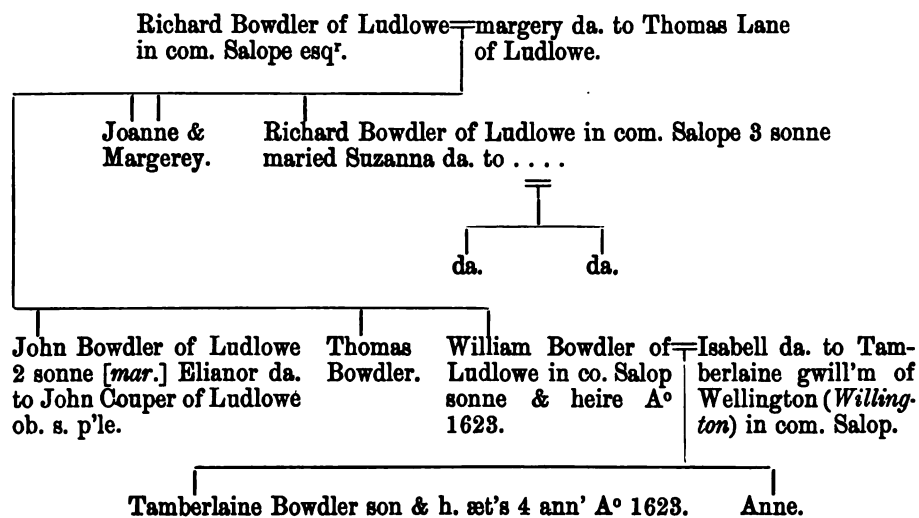 Richard Bowdler of Ludlowe margery da. to Thomas Lane
in com. Salope esqʳ. of Ludlowe.
Joanne &
Margerey.
Richard Bowdler of Ludlowe in com. Salope 3 sonne
maried Suzanna da. to . . . .
da. da.
John Bowdler of Ludlowe
2 sonne [mar.] Elianor da.
to John Couper of Ludlowe
ob. s. p'le.
Thomas
Bowdler.
William Bowdler of
Ludlowe in co. Salop
sonne & heire Aᵒ
1623.
Isabell da. to Tam-
berlaine gwill'm of
Wellington (Willing-
ton) in com. Salop.
Tamberlaine Bowdler son & h. æt's 4 ann' Aᵒ 1623. Anne.